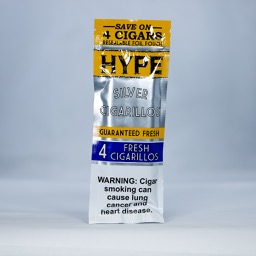 SAVE ON
4 CIGARS
RESEALABLE FOIL POUCH
HYPE
SILVER
CIGARILLOS
GUARANTEED FRESH
4 FRESH
CIGARILLOS
WARNING: Cigar
smoking can
cause lung
cancer and
heart disease.